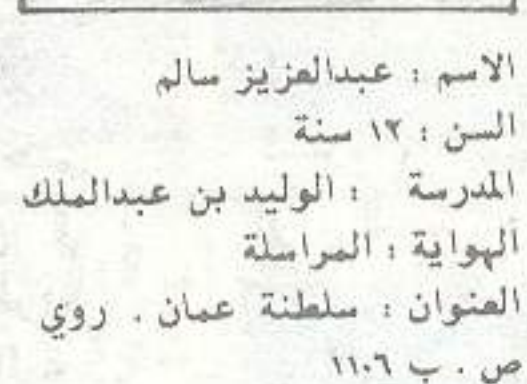 الاسم : عبدالعزيز سالم
السن : ١٢ سنة
المدرسة : الوليد بن عبدالملك
الهواية : المراسلة
العنوان : سلطنة عمان . روي
ص . ب ١١٠٦